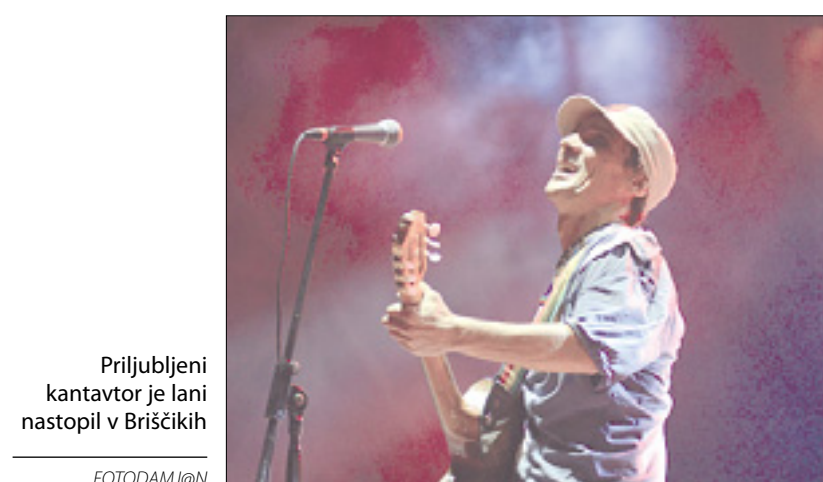 Priljubljeni
kantavtor je lani
nastopil v Briščikih
FOTODAMJ@N